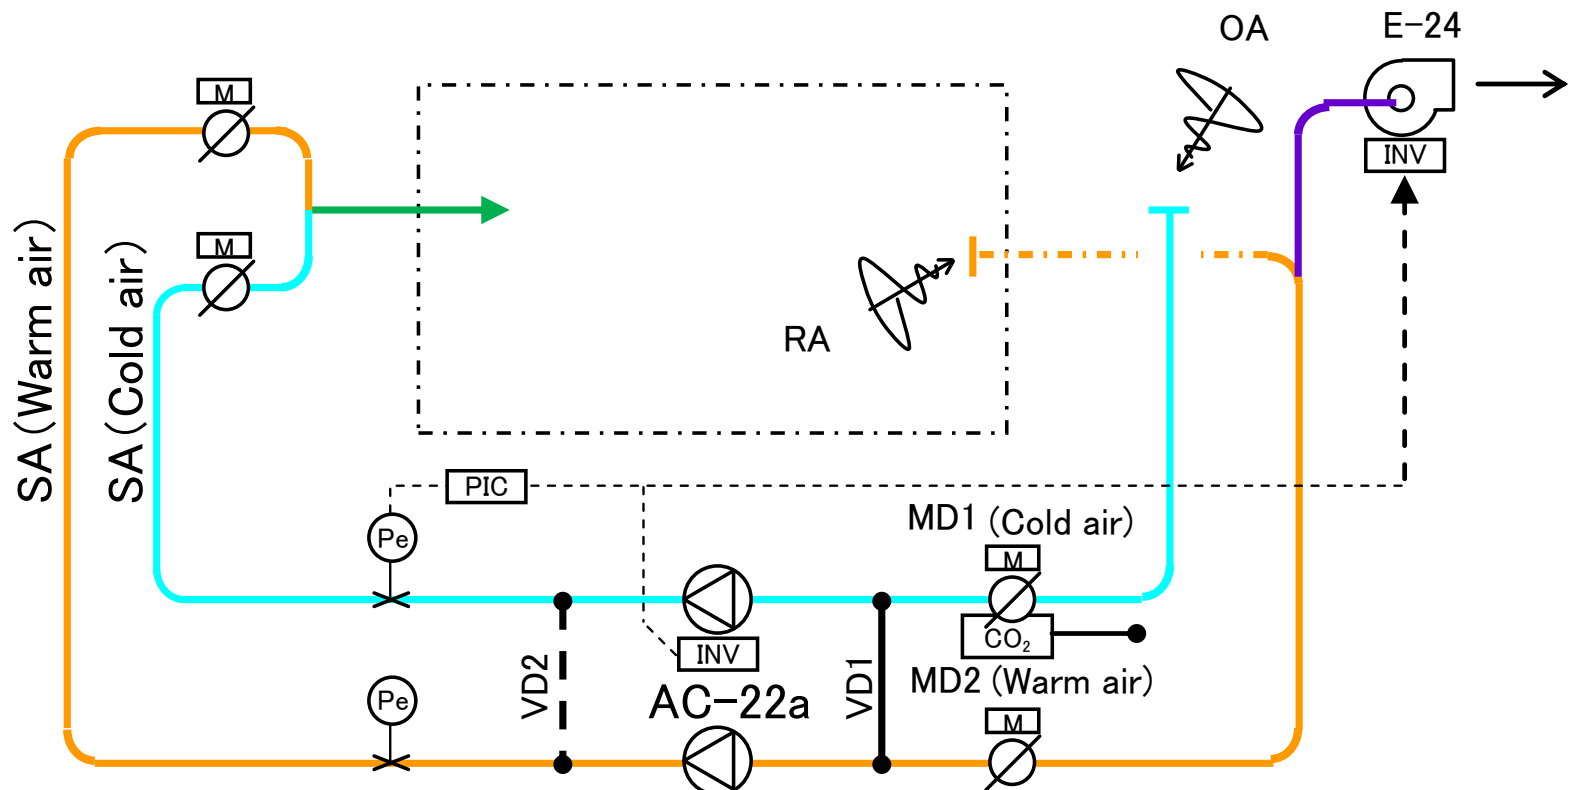 OA
E-24
M
INV
M
SA(Warm air)
SA(Cold air)
RA
PIC
MD1 (Cold air)
Pe
M
CO₂
INV
VD2
VD1
MD2 (Warm air)
AC-22a
Pe
M